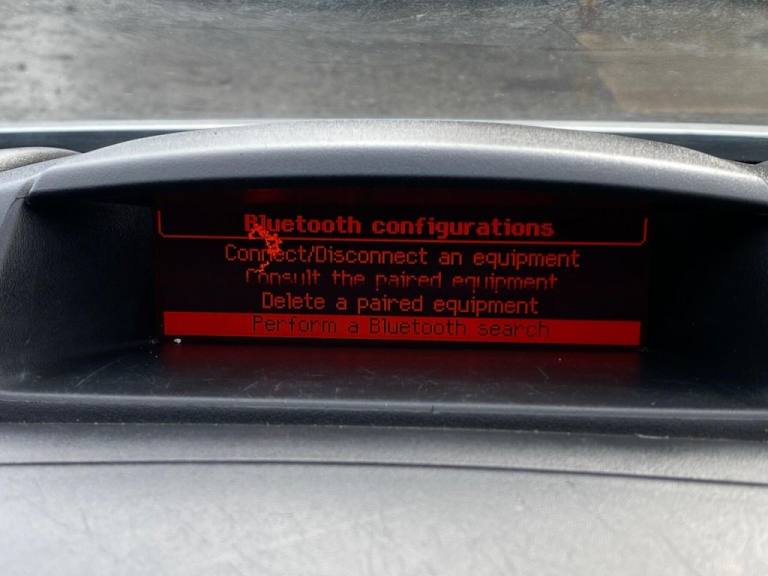 Bluetooth configurations
Connect/Disconnect an equipment
Consult the paired equipment
Delete a paired equipment
Perform a Bluetooth search